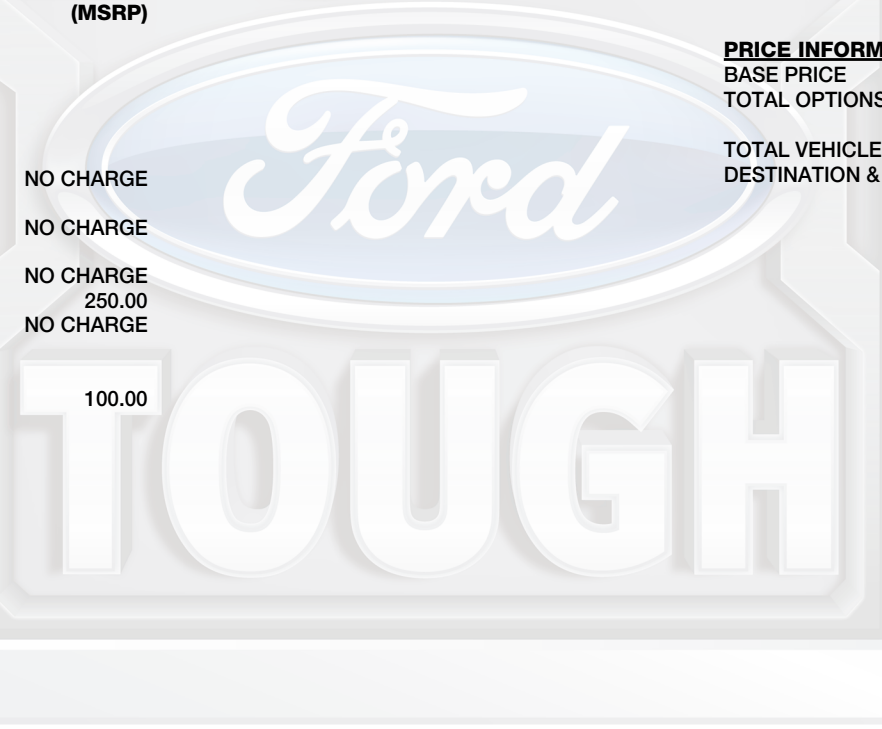 (MSRP)
NO CHARGE
NO CHARGE
NO CHARGE
250.00
NO CHARGE
100.00
PRICE INFORM
BASE PRICE
TOTAL OPTIONS
TOTAL VEHICLE
DESTINATION &
Ford
TOUGH